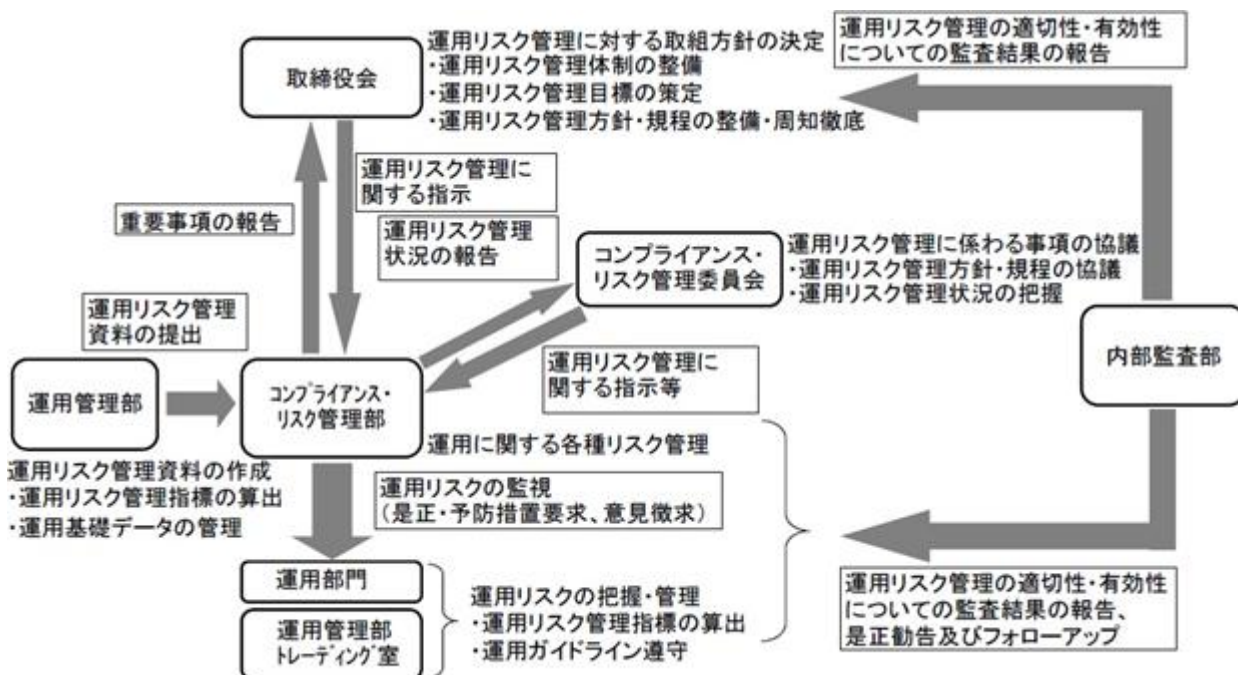 取締役会
運用リスク管理に対する取組方針の決定
・運用リスク管理体制の整備
・運用リスク管理目標の策定
・運用リスク管理方針・規程の整備・周知徹底
運用リスク管理の適切性・有効性
についての監査結果の報告
重要事項の報告
運用リスク管理に
関する指示
運用リスク管理
状況の報告
コンプライアンス・
リスク管理委員会
運用リスク管理に係わる事項の協議
・運用リスク管理方針・規程の協議
・運用リスク管理状況の把握
運用リスク管理
資料の提出
運用リスク管理に
関する指示等
内部監査部
運用管理部
コンプライアンス・
リスク管理部
運用に関する各種リスク管理
運用リスク管理資料の作成
・運用リスク管理指標の算出
・運用基礎データの管理
運用リスクの監視
(是正・予防措置要求、意見徴求)
運用部門
運用管理部
トレーディング室
運用リスクの把握・管理
・運用リスク管理指標の算出
・運用ガイドライン遵守
運用リスク管理の適切性・有効性
についての監査結果の報告、
是正勧告及びフォローアップ